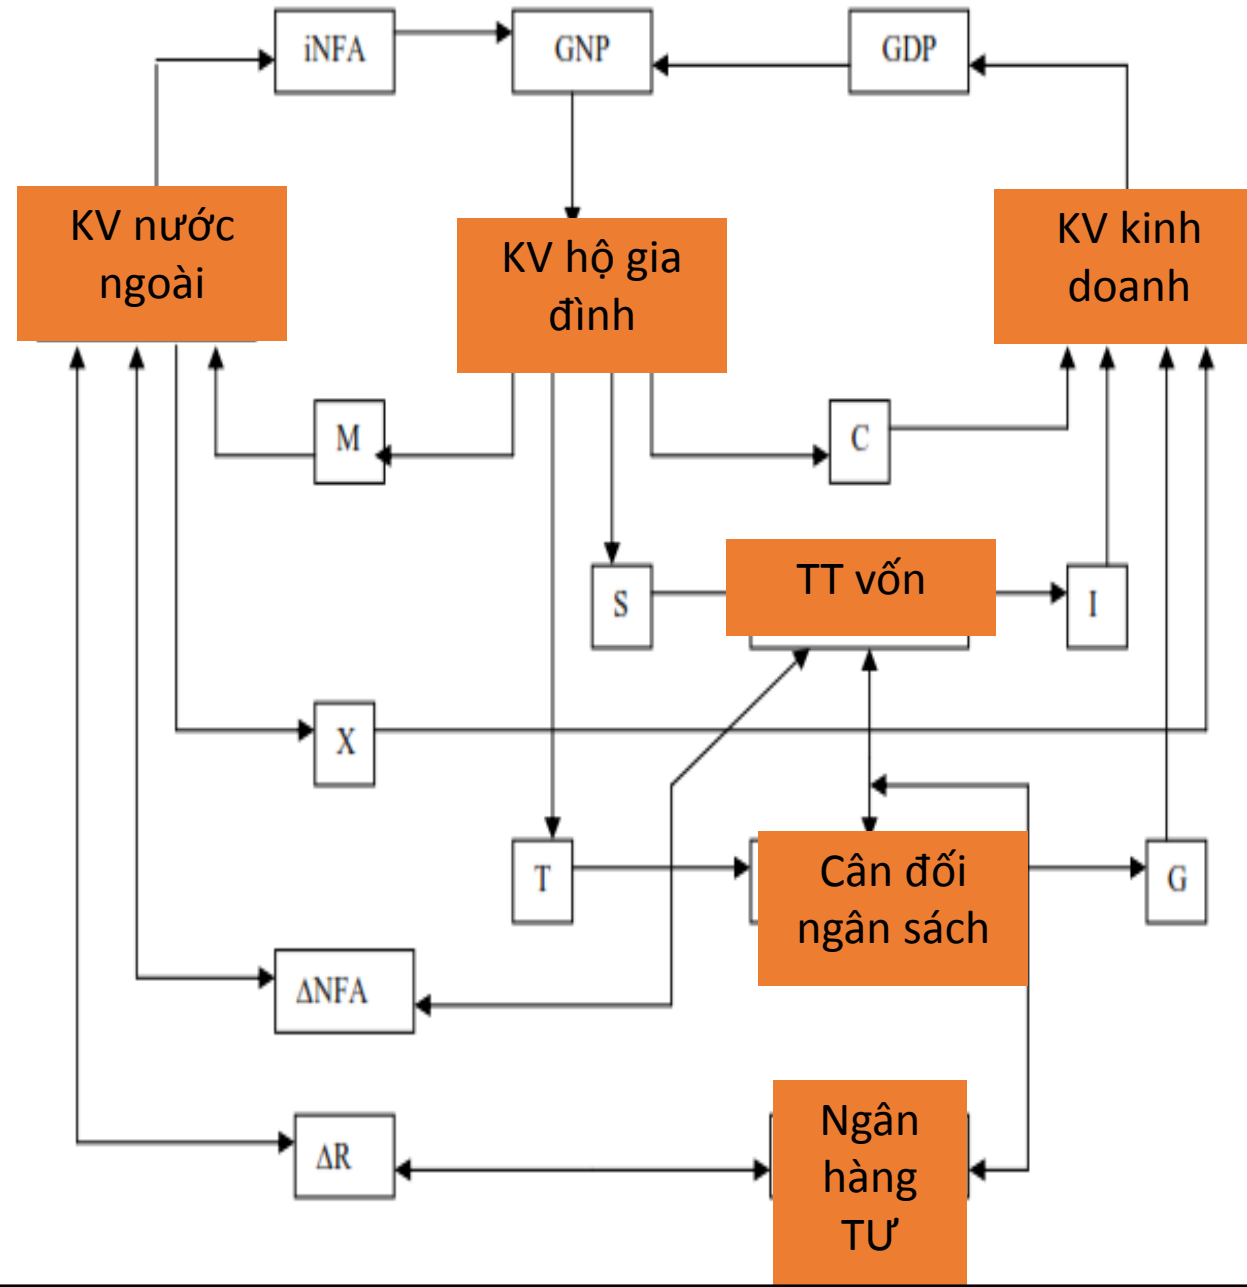 iNFA
GNP
GDP
KV nước
ngoài
KV hộ gia
đình
KV kinh
doanh
M
C
S
TT vốn
I
X
T
Cân đối
ngân sách
G
ΔNFA
ΔR
Ngân
hàng
TƯ